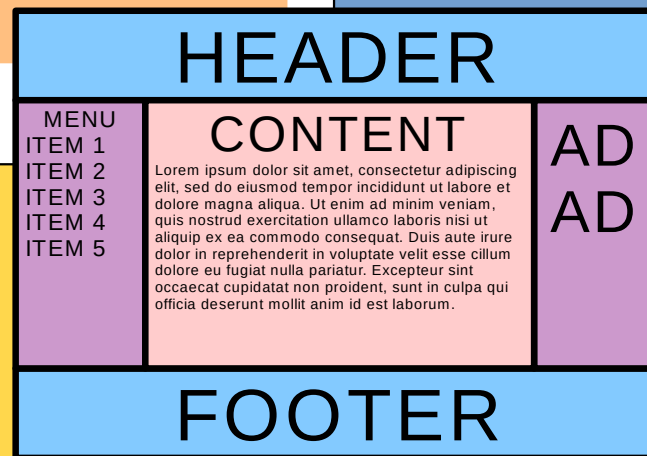 HEADER
MENU
ITEM 1
ITEM 2
ITEM 3
ITEM 4
ITEM 5
CONTENT
Lorem ipsum dolor sit amet, consectetur adipiscing
elit, sed do eiusmod tempor incididunt ut labore et
dolore magna aliqua. Ut enim ad minim veniam,
quis nostrud exercitation ullamco laboris nisi ut
aliquip ex ea commodo consequat. Duis aute irure
dolor in reprehenderit in voluptate velit esse cillum
dolore eu fugiat nulla pariatur. Excepteur sint
occaecat cupidatat non proident, sunt in culpa qui
officia deserunt mollit anim id est laborum.
AD
AD
FOOTER